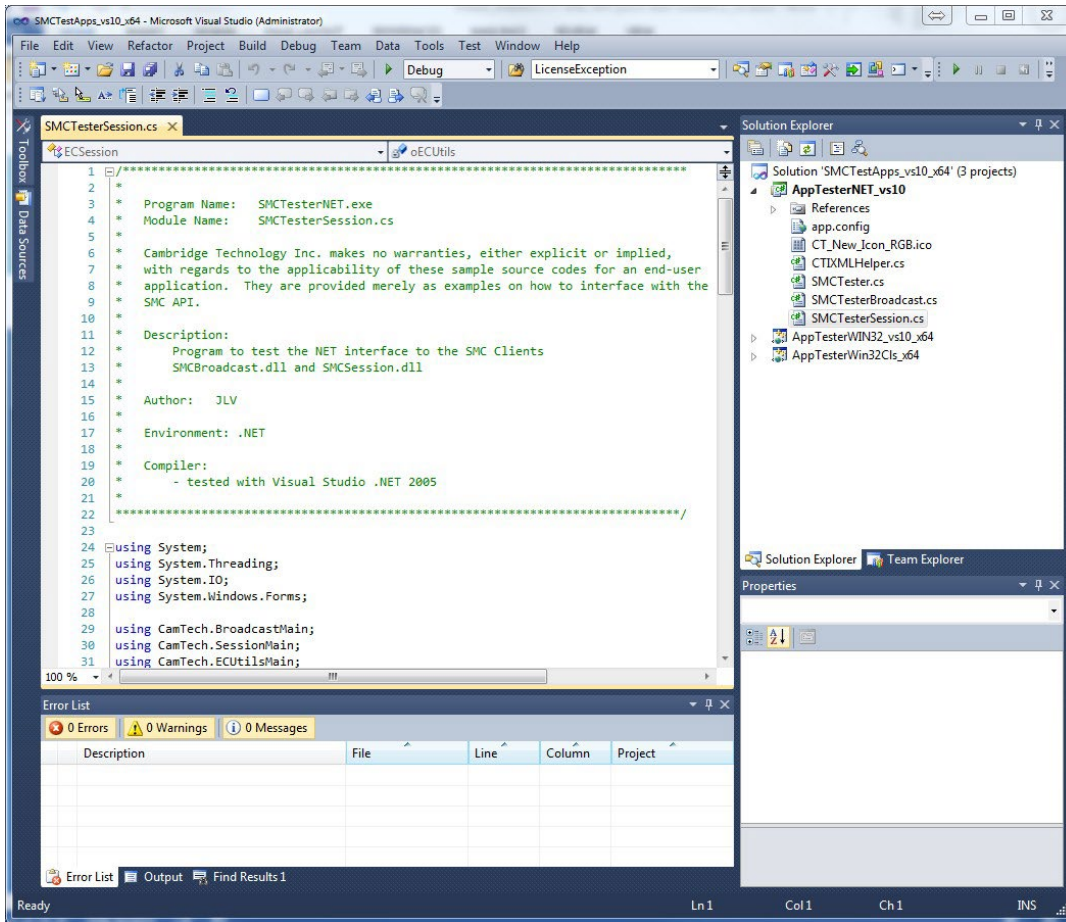 SMCTestApps_vs10_x64 - Microsoft Visual Studio (Administrator)
File Edit View Refactor Project Build Debug Team Data Tools Test Window Help
Debug LicenseException
Toolbox
Data Sources
SMCTesterSession.cs
ECSession oECUtils
1 /*******************************************************************************
2 *
3 * Program Name: SMCTesterNET.exe
4 * Module Name: SMCTesterSession.cs
5 *
6 * Cambridge Technology Inc. makes no warranties, either explicit or implied,
7 * with regards to the applicability of these sample source codes for an end-user
8 * application. They are provided merely as examples on how to interface with the
9 * SMC API.
10 *
11 * Description:
12 * Program to test the NET interface to the SMC Clients
13 * SMCBroadcast.dll and SMCSession.dll
14 *
15 * Author: JLV
16 *
17 * Environment: .NET
18 *
19 * Compiler:
20 * - tested with Visual Studio .NET 2005
21 *
22 *******************************************************************************/
23
24 using System;
25 using System.Threading;
26 using System.IO;
27 using System.Windows.Forms;
28
29 using CamTech.BroadcastMain;
30 using CamTech.SessionMain;
31 using CamTech.ECUtilsMain;
100 %
Solution Explorer
Solution 'SMCTestApps_vs10_x64' (3 projects)
AppTesterNET_vs10
References
app.config
CT_New_Icon_RGB.ico
CTIXMLHelper.cs
SMCTester.cs
SMCTesterBroadcast.cs
SMCTesterSession.cs
AppTesterWIN32_vs10_x64
AppTesterWin32Cls_x64
Solution Explorer Team Explorer
Properties
Error List
0 Errors 0 Warnings 0 Messages
Description File Line Column Project
Error List Output Find Results 1
Ready Ln 1 Col 1 Ch 1 INS